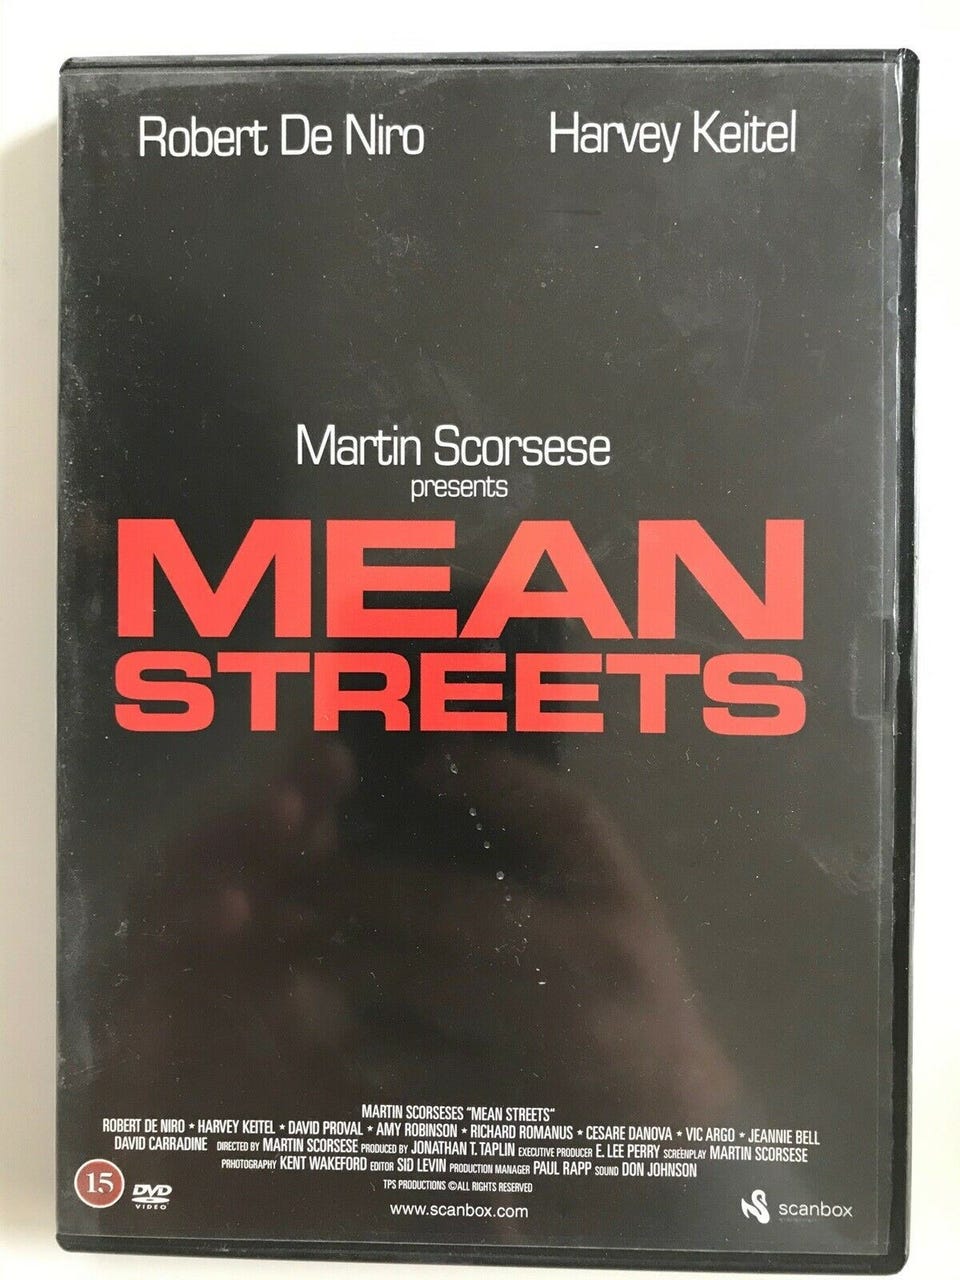 Robert De Niro Harvey Keitel
Martin Scorsese
presents
MEAN
STREETS
MARTIN SCORSESES "MEAN STREETS"
ROBERT DE NIRO ★ HARVEY KEITEL ★ DAVID PROVAL ★ AMY ROBINSON ★ RICHARD ROMANUS ★ CESARE DANOVA ★ VIC ARGO ★ JEANNIE BELL
DAVID CARRADINE DIRECTED BY MARTIN SCORSESE PRODUCED BY JONATHAN T. TAPLIN EXECUTIVE PRODUCER E. LEE PERRY SCREENPLAY MARTIN SCORSESE
PRHOTOGRAPHY KENT WAKEFORD EDITOR SID LEVIN PRODUCTION MANAGER PAUL RAPP SOUND DON JOHNSON
TPS PRODUCTIONS ©ALL RIGHTS RESERVED
www.scanbox.com
15
DVD
VIDEO
scanbox